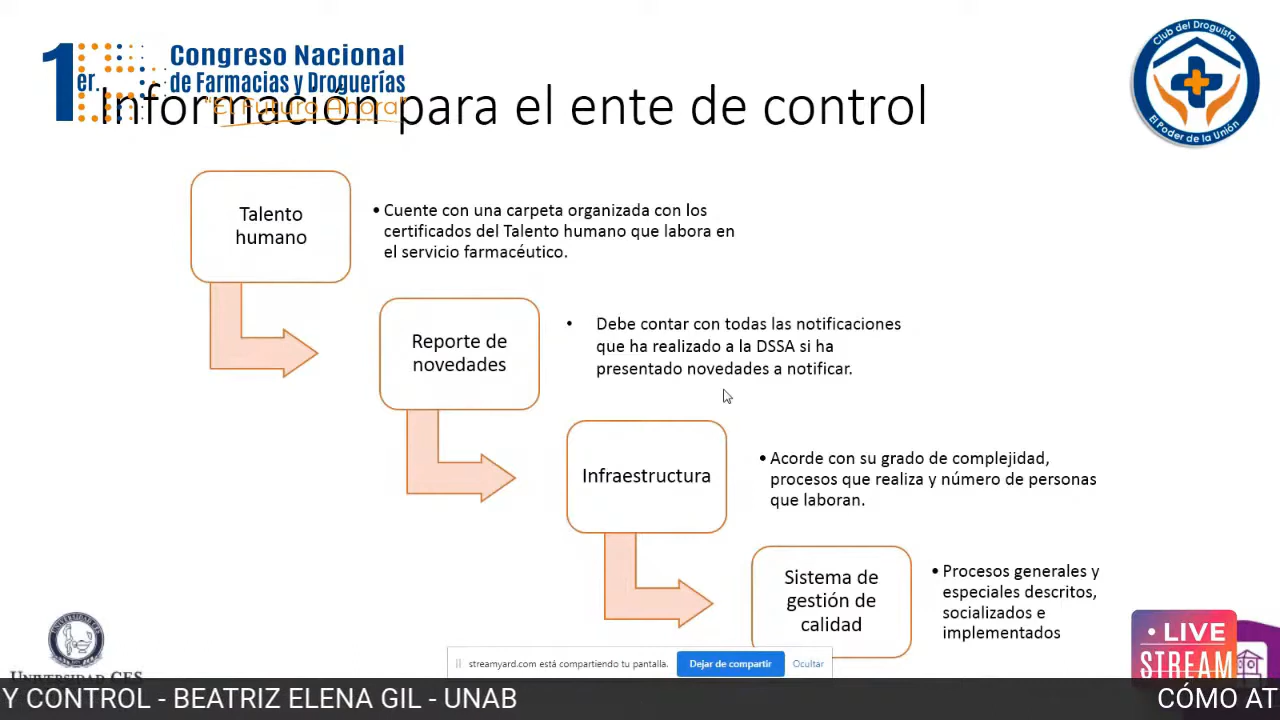 1er.
Congreso Nacional
de Farmacias y Droguerías
"El Futuro Ahora"
Información para el ente de control
Club del Droguista
El Poder de la Unión
Talento
humano
• Cuente con una carpeta organizada con los
certificados del Talento humano que labora en
el servicio farmacéutico.
Reporte de
novedades
• Debe contar con todas las notificaciones
que ha realizado a la DSSA si ha
presentado novedades a notificar.
Infraestructura
• Acorde con su grado de complejidad,
procesos que realiza y número de personas
que laboran.
Sistema de
gestión de
calidad
• Procesos generales y
especiales descritos,
socializados e
implementados
UNIVERSIDAD CES
streamyard.com está compartiendo tu pantalla.
Dejar de compartir
Ocultar
• LIVE
STREAM
Y CONTROL - BEATRIZ ELENA GIL - UNAB
CÓMO AT